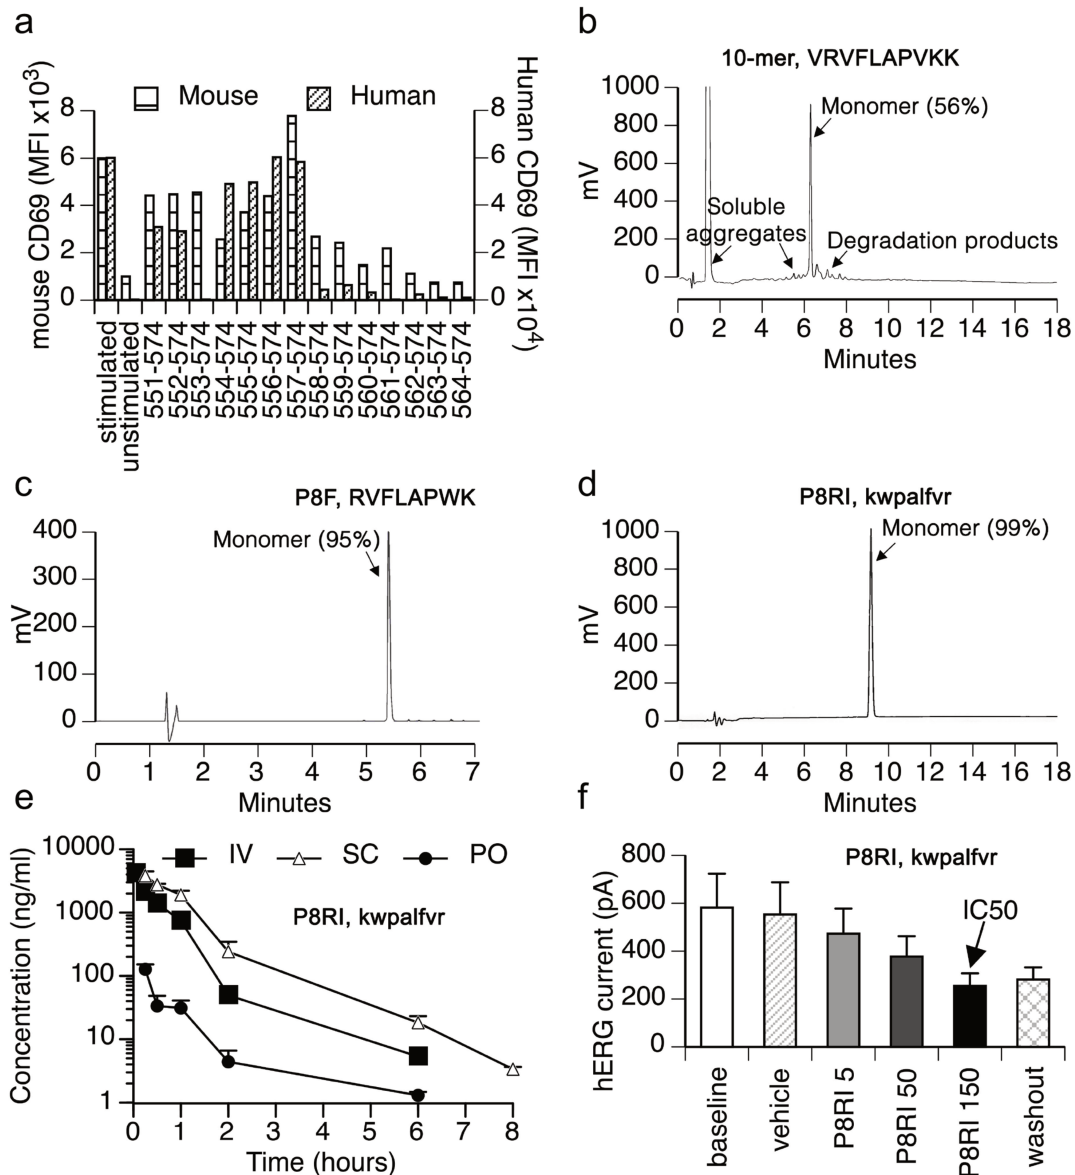 a
Mouse
Human
mouse CD69 (MFI x10³)
8
6
4
2
0
Human CD69 (MFI x10⁴)
8
6
4
2
0
stimulated
unstimulated
551-574
552-574
553-574
554-574
555-574
556-574
557-574
558-574
559-574
560-574
561-574
562-574
563-574
564-574
b
10-mer, VRVFLAPVKK
mV
1000
800
600
400
200
0
Monomer (56%)
Soluble
aggregates
Degradation products
0 2 4 6 8 10 12 14 16 18
Minutes
c
P8F, RVFLAPWK
mV
400
300
200
100
0
Monomer (95%)
0 1 2 3 4 5 6 7
Minutes
d
P8RI, kwpalfvr
mV
1000
800
600
400
200
0
Monomer (99%)
0 2 4 6 8 10 12 14 16 18
Minutes
e
Concentration (ng/ml)
10000
1000
100
10
1
IV SC PO
P8RI, kwpalfvr
0 1 2 3 4 5 6 7 8
Time (hours)
f
P8RI, kwpalfvr
hERG current (pA)
800
600
400
200
0
IC50
baseline
vehicle
P8RI 5
P8RI 50
P8RI 150
washout